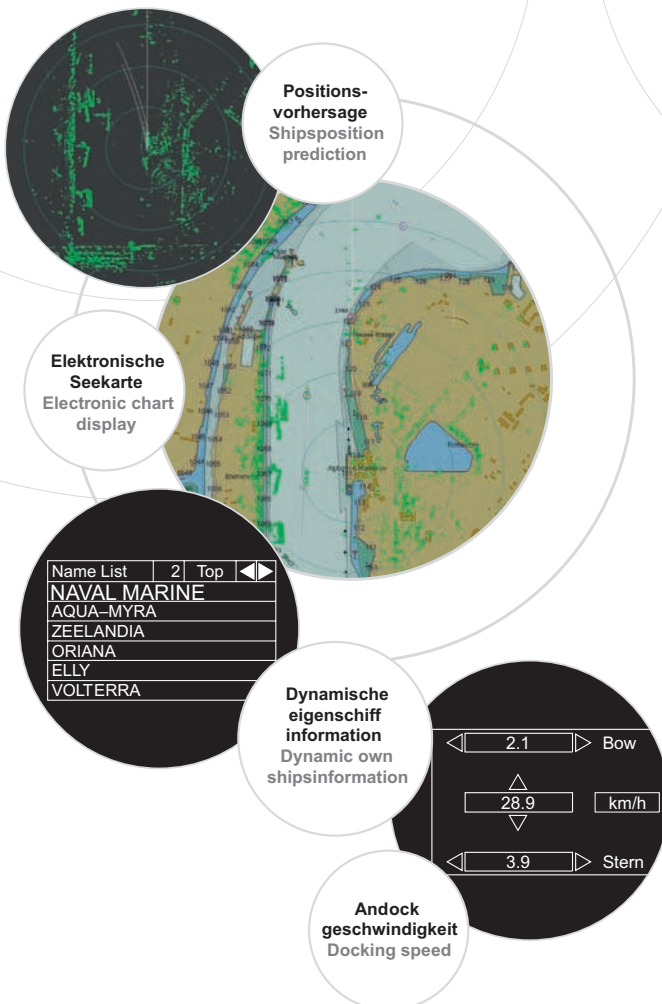 Positions-
vorhersage
Shipsposition
prediction
Elektronische
Seekarte
Electronic chart
display
Name List 2 Top
NAVAL MARINE
AQUA–MYRA
ZEELANDIA
ORIANA
ELLY
VOLTERRA
Dynamische
eigenschiff
information
Dynamic own
shipsinformation
2.1 Bow
28.9 km/h
3.9 Stern
Andock
geschwindigkeit
Docking speed